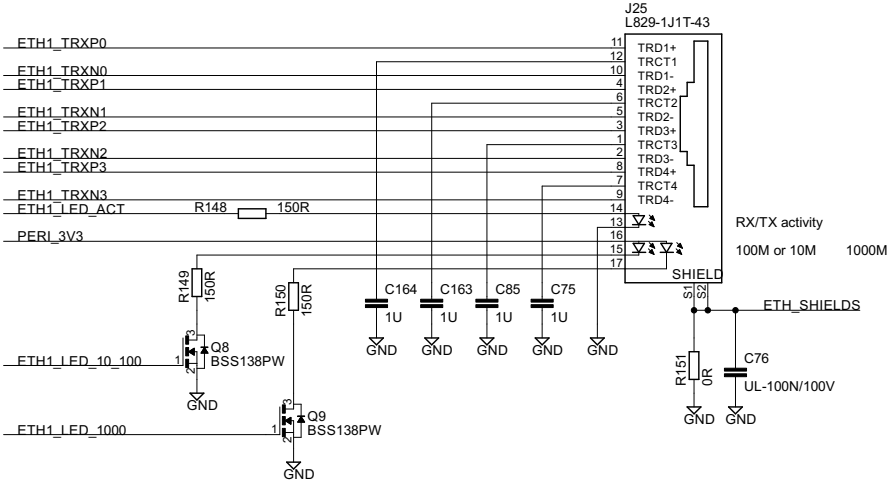 J25
L829-1J1T-43
ETH1_TRXP0 11 TRD1+
12 TRCT1
ETH1_TRXN0 10 TRD1-
ETH1_TRXP1 4 TRD2+
6 TRCT2
ETH1_TRXN1 5 TRD2-
ETH1_TRXP2 3 TRD3+
1 TRCT3
ETH1_TRXN2 2 TRD3-
ETH1_TRXP3 8 TRD4+
7 TRCT4
ETH1_TRXN3 9 TRD4-
ETH1_LED_ACT R148 150R 14
13 RX/TX activity
PERI_3V3 16
15 100M or 10M 1000M
17
SHIELD
S1 S2
R149 150R
R150 150R
C164 C163 C85 C75
1U 1U 1U 1U
ETH_SHIELDS
3 Q8
ETH1_LED_10_100 1 BSS138PW
2
GND GND GND GND GND
R151 0R
C76
UL-100N/100V
GND
3 Q9
ETH1_LED_1000 1 BSS138PW
2
GND GND
GND